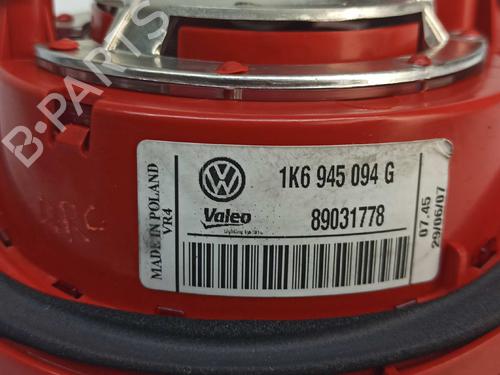 B-PARTS
1K6 945 094 G
Valeo
89031778
MADE IN POLAND
VR4
07.45
29/06/07